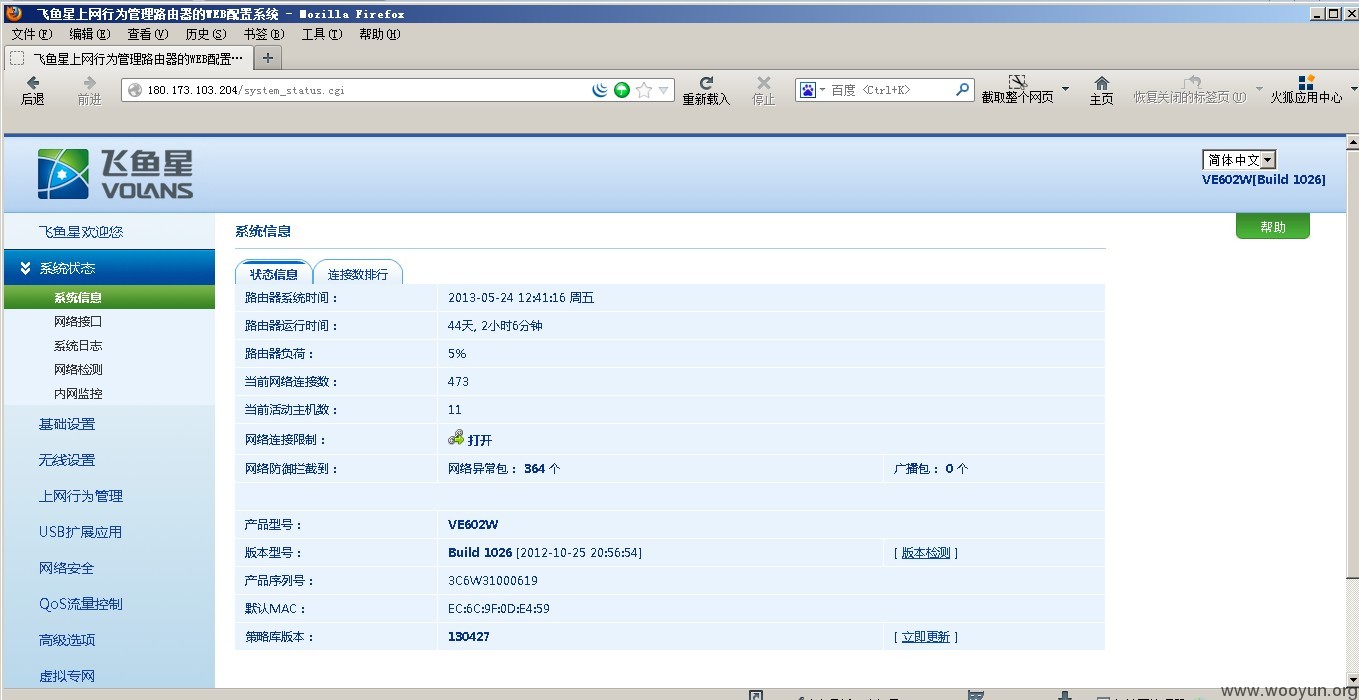 飞鱼星上网行为管理路由器的WEB配置系统 - Mozilla Firefox
文件(F) 编辑(E) 查看(V) 历史(S) 书签(B) 工具(T) 帮助(H)
飞鱼星上网行为管理路由器的WEB配置… +
后退 前进 180.173.103.204/system_status.cgi 重新载入 停止 百度 <Ctrl+K> 截取整个网页 主页 恢复关闭的标签页(U) 火狐应用中心
飞鱼星
VOLANS
简体中文
VE602W[Build 1026]
帮助
飞鱼星欢迎您
系统状态
系统信息
网络接口
系统日志
网络检测
内网监控
基础设置
无线设置
上网行为管理
USB扩展应用
网络安全
QoS流量控制
高级选项
虚拟专网
系统信息
状态信息 连接数排行
路由器系统时间： 2013-05-24 12:41:16 周五
路由器运行时间： 44天, 2小时6分钟
路由器负荷： 5%
当前网络连接数： 473
当前活动主机数： 11
网络连接限制： 打开
网络防御拦截到： 网络异常包： 364 个 广播包： 0 个
产品型号： VE602W
版本型号： Build 1026 [2012-10-25 20:56:54] [ 版本检测 ]
产品序列号： 3C6W31000619
默认MAC： EC:6C:9F:0D:E4:59
策略库版本： 130427 [ 立即更新 ]
www.wooyun.org